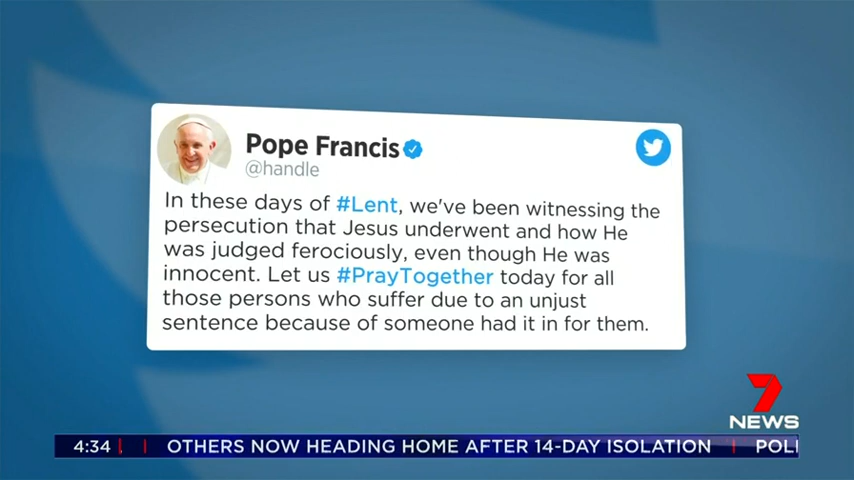 Pope Francis
@handle
In these days of #Lent, we've been witnessing the
persecution that Jesus underwent and how He
was judged ferociously, even though He was
innocent. Let us #PrayTogether today for all
those persons who suffer due to an unjust
sentence because of someone had it in for them.
7
NEWS
4:34 OTHERS NOW HEADING HOME AFTER 14-DAY ISOLATION